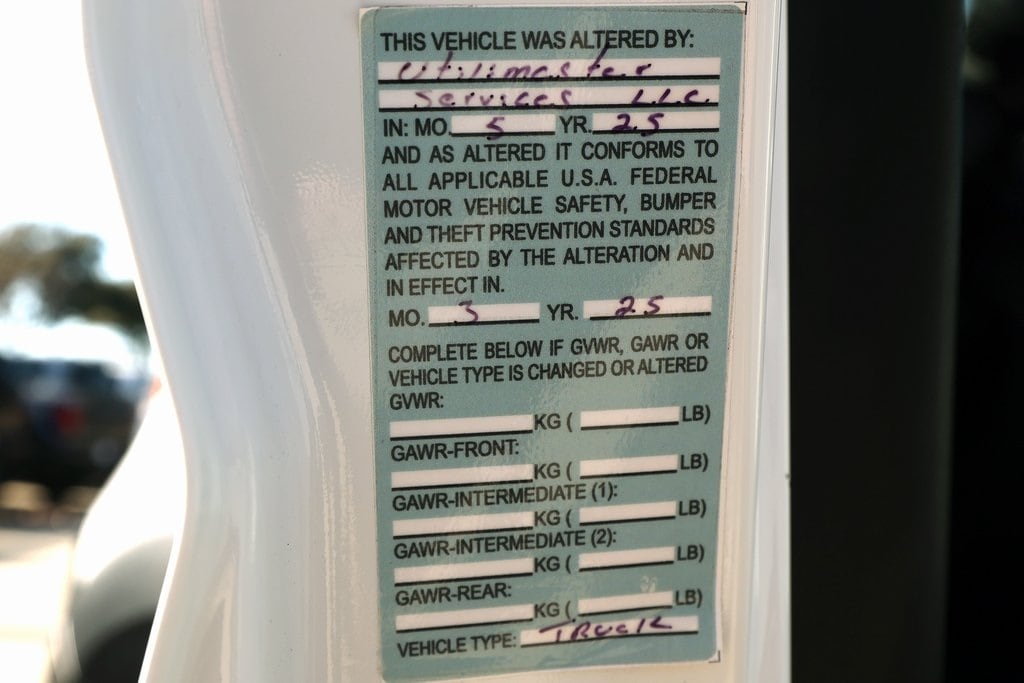 THIS VEHICLE WAS ALTERED BY:
Utilimaster
Services LLC.
IN: MO. 5 YR. 25
AND AS ALTERED IT CONFORMS TO
ALL APPLICABLE U.S.A. FEDERAL
MOTOR VEHICLE SAFETY, BUMPER
AND THEFT PREVENTION STANDARDS
AFFECTED BY THE ALTERATION AND
IN EFFECT IN.
MO. 3 YR. 25
COMPLETE BELOW IF GVWR, GAWR OR
VEHICLE TYPE IS CHANGED OR ALTERED
GVWR:
KG ( LB)
GAWR-FRONT:
KG ( LB)
GAWR-INTERMEDIATE (1):
KG ( LB)
GAWR-INTERMEDIATE (2):
KG ( LB)
GAWR-REAR:
KG ( LB)
VEHICLE TYPE: TRUCK